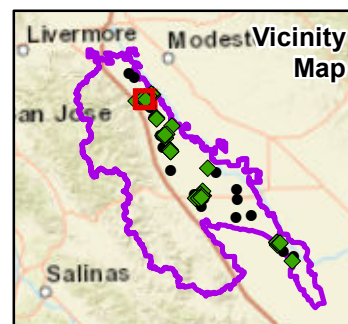 Livermore
Modest
Vicinity
Map
an Jose
Salinas